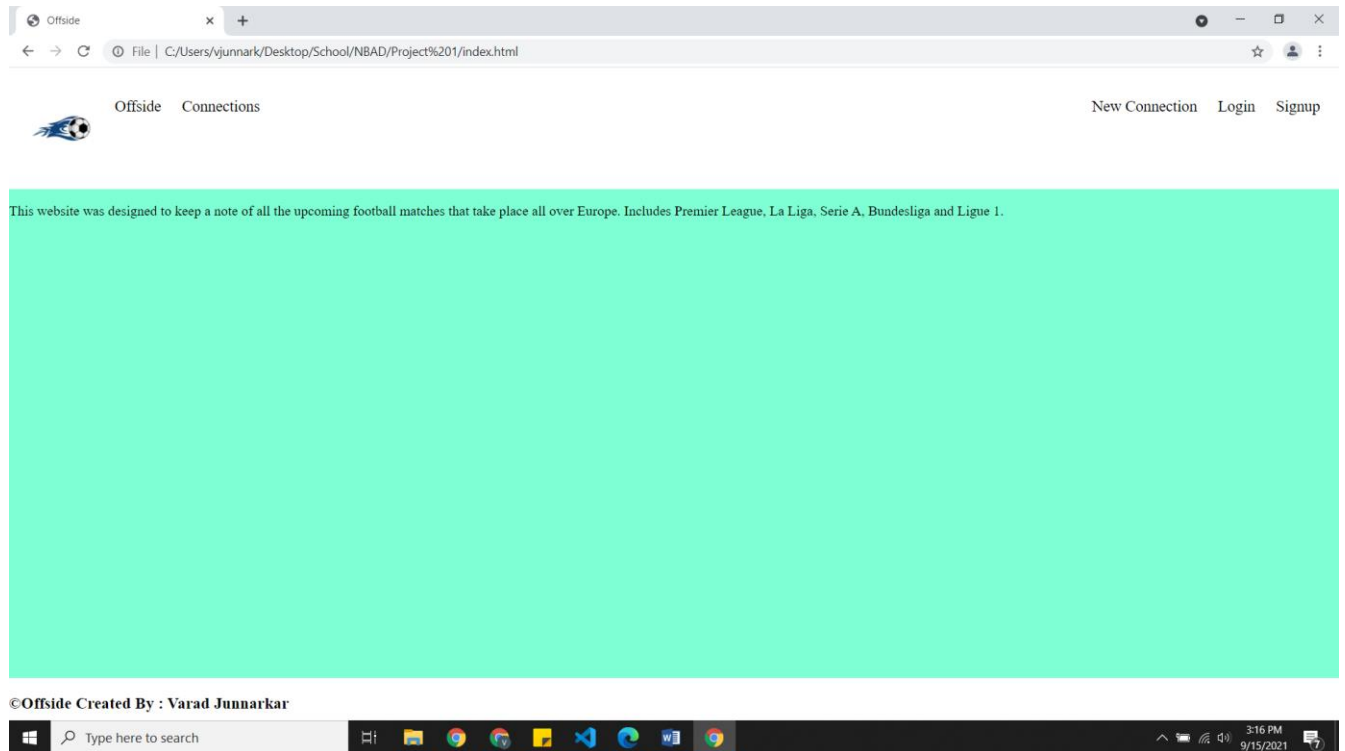 Offside
File | C:/Users/vjunnark/Desktop/School/NBAD/Project%201/index.html
Offside Connections New Connection Login Signup
This website was designed to keep a note of all the upcoming football matches that take place all over Europe. Includes Premier League, La Liga, Serie A, Bundesliga and Ligue 1.
©Offside Created By : Varad Junnarkar
Type here to search
3:16 PM
9/15/2021